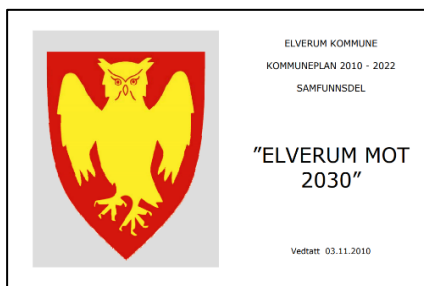 ELVERUM KOMMUNE
KOMMUNEPLAN 2010 - 2022
SAMFUNNSDEL
”ELVERUM MOT
2030”
Vedtatt 03.11.2010